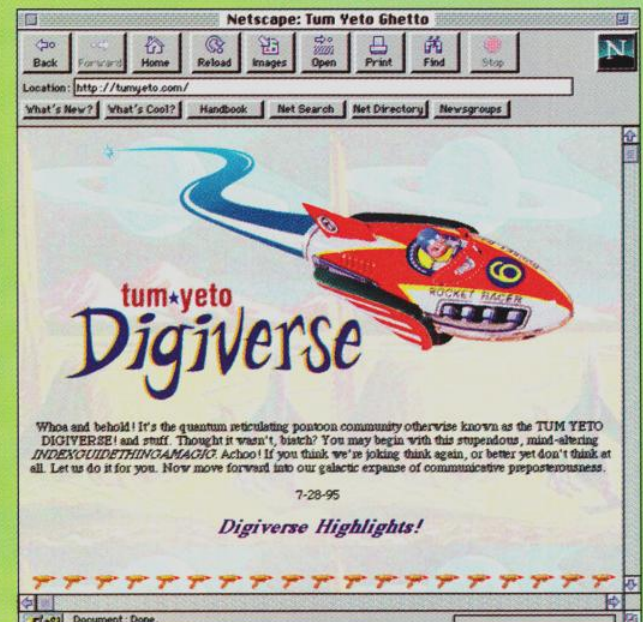 Netscape: Tum Yeto Ghetto
Back Forward Home Reload Images Open Print Find Stop
N
Location: http://tumyeto.com/
What's New? What's Cool? Handbook Net Search Net Directory Newsgroups
6
ROCKET RACER
tum★yeto
Digiverse
Whoa and behold! It's the quantum reticulating pontoon community otherwise known as the TUM YETO
DIGIVERSE! and stuff. Thought it wasn't, biatch? You may begin with this stupendous, mind-altering
INDEXGUIDETHINGAMAGIG. Achoo! If you think we're joking think again, or better yet don't think at
all. Let us do it for you. Now move forward into our galactic expanse of communicative preposterousness.
7-28-95
Digiverse Highlights!
Document: Done.